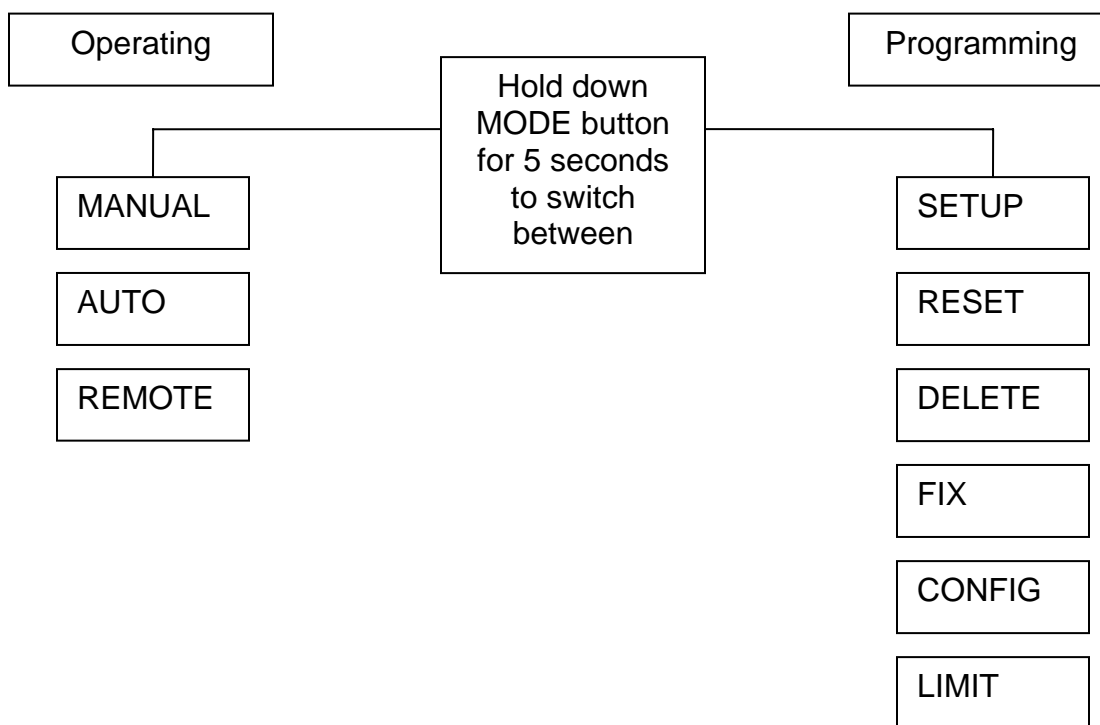 Operating
Programming
Hold down
MODE button
for 5 seconds
to switch
between
MANUAL
AUTO
REMOTE
SETUP
RESET
DELETE
FIX
CONFIG
LIMIT